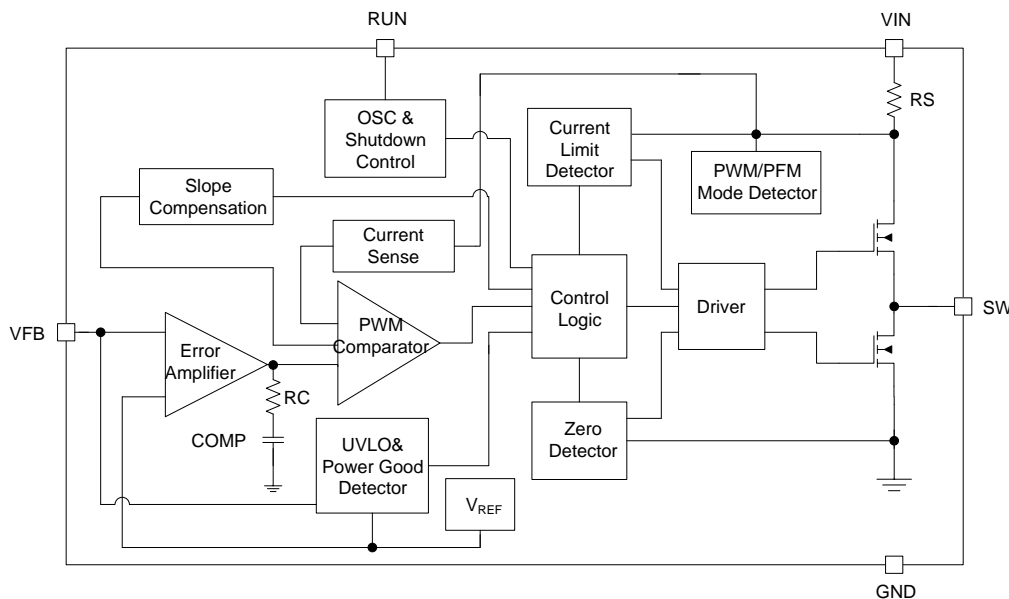 RUN
VIN
RS
OSC &
Shutdown
Control
Current
Limit
Detector
PWM/PFM
Mode Detector
Slope
Compensation
Current
Sense
Control
Logic
Driver
SW
VFB
PWM
Comparator
Error
Amplifier
RC
COMP
UVLO&
Power Good
Detector
Zero
Detector
VREF
GND